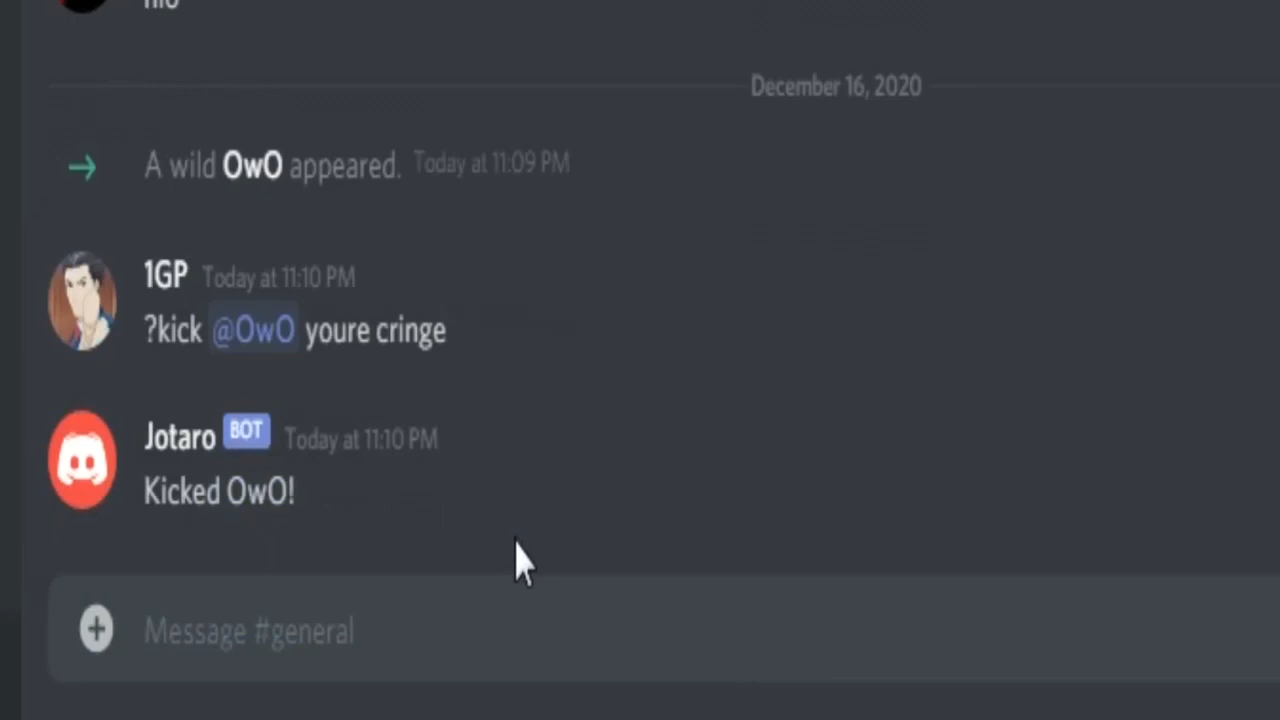 December 16, 2020
A wild OwO appeared. Today at 11:09 PM
1GP Today at 11:10 PM
?kick @OwO youre cringe
Jotaro BOT Today at 11:10 PM
Kicked OwO!
Message #general